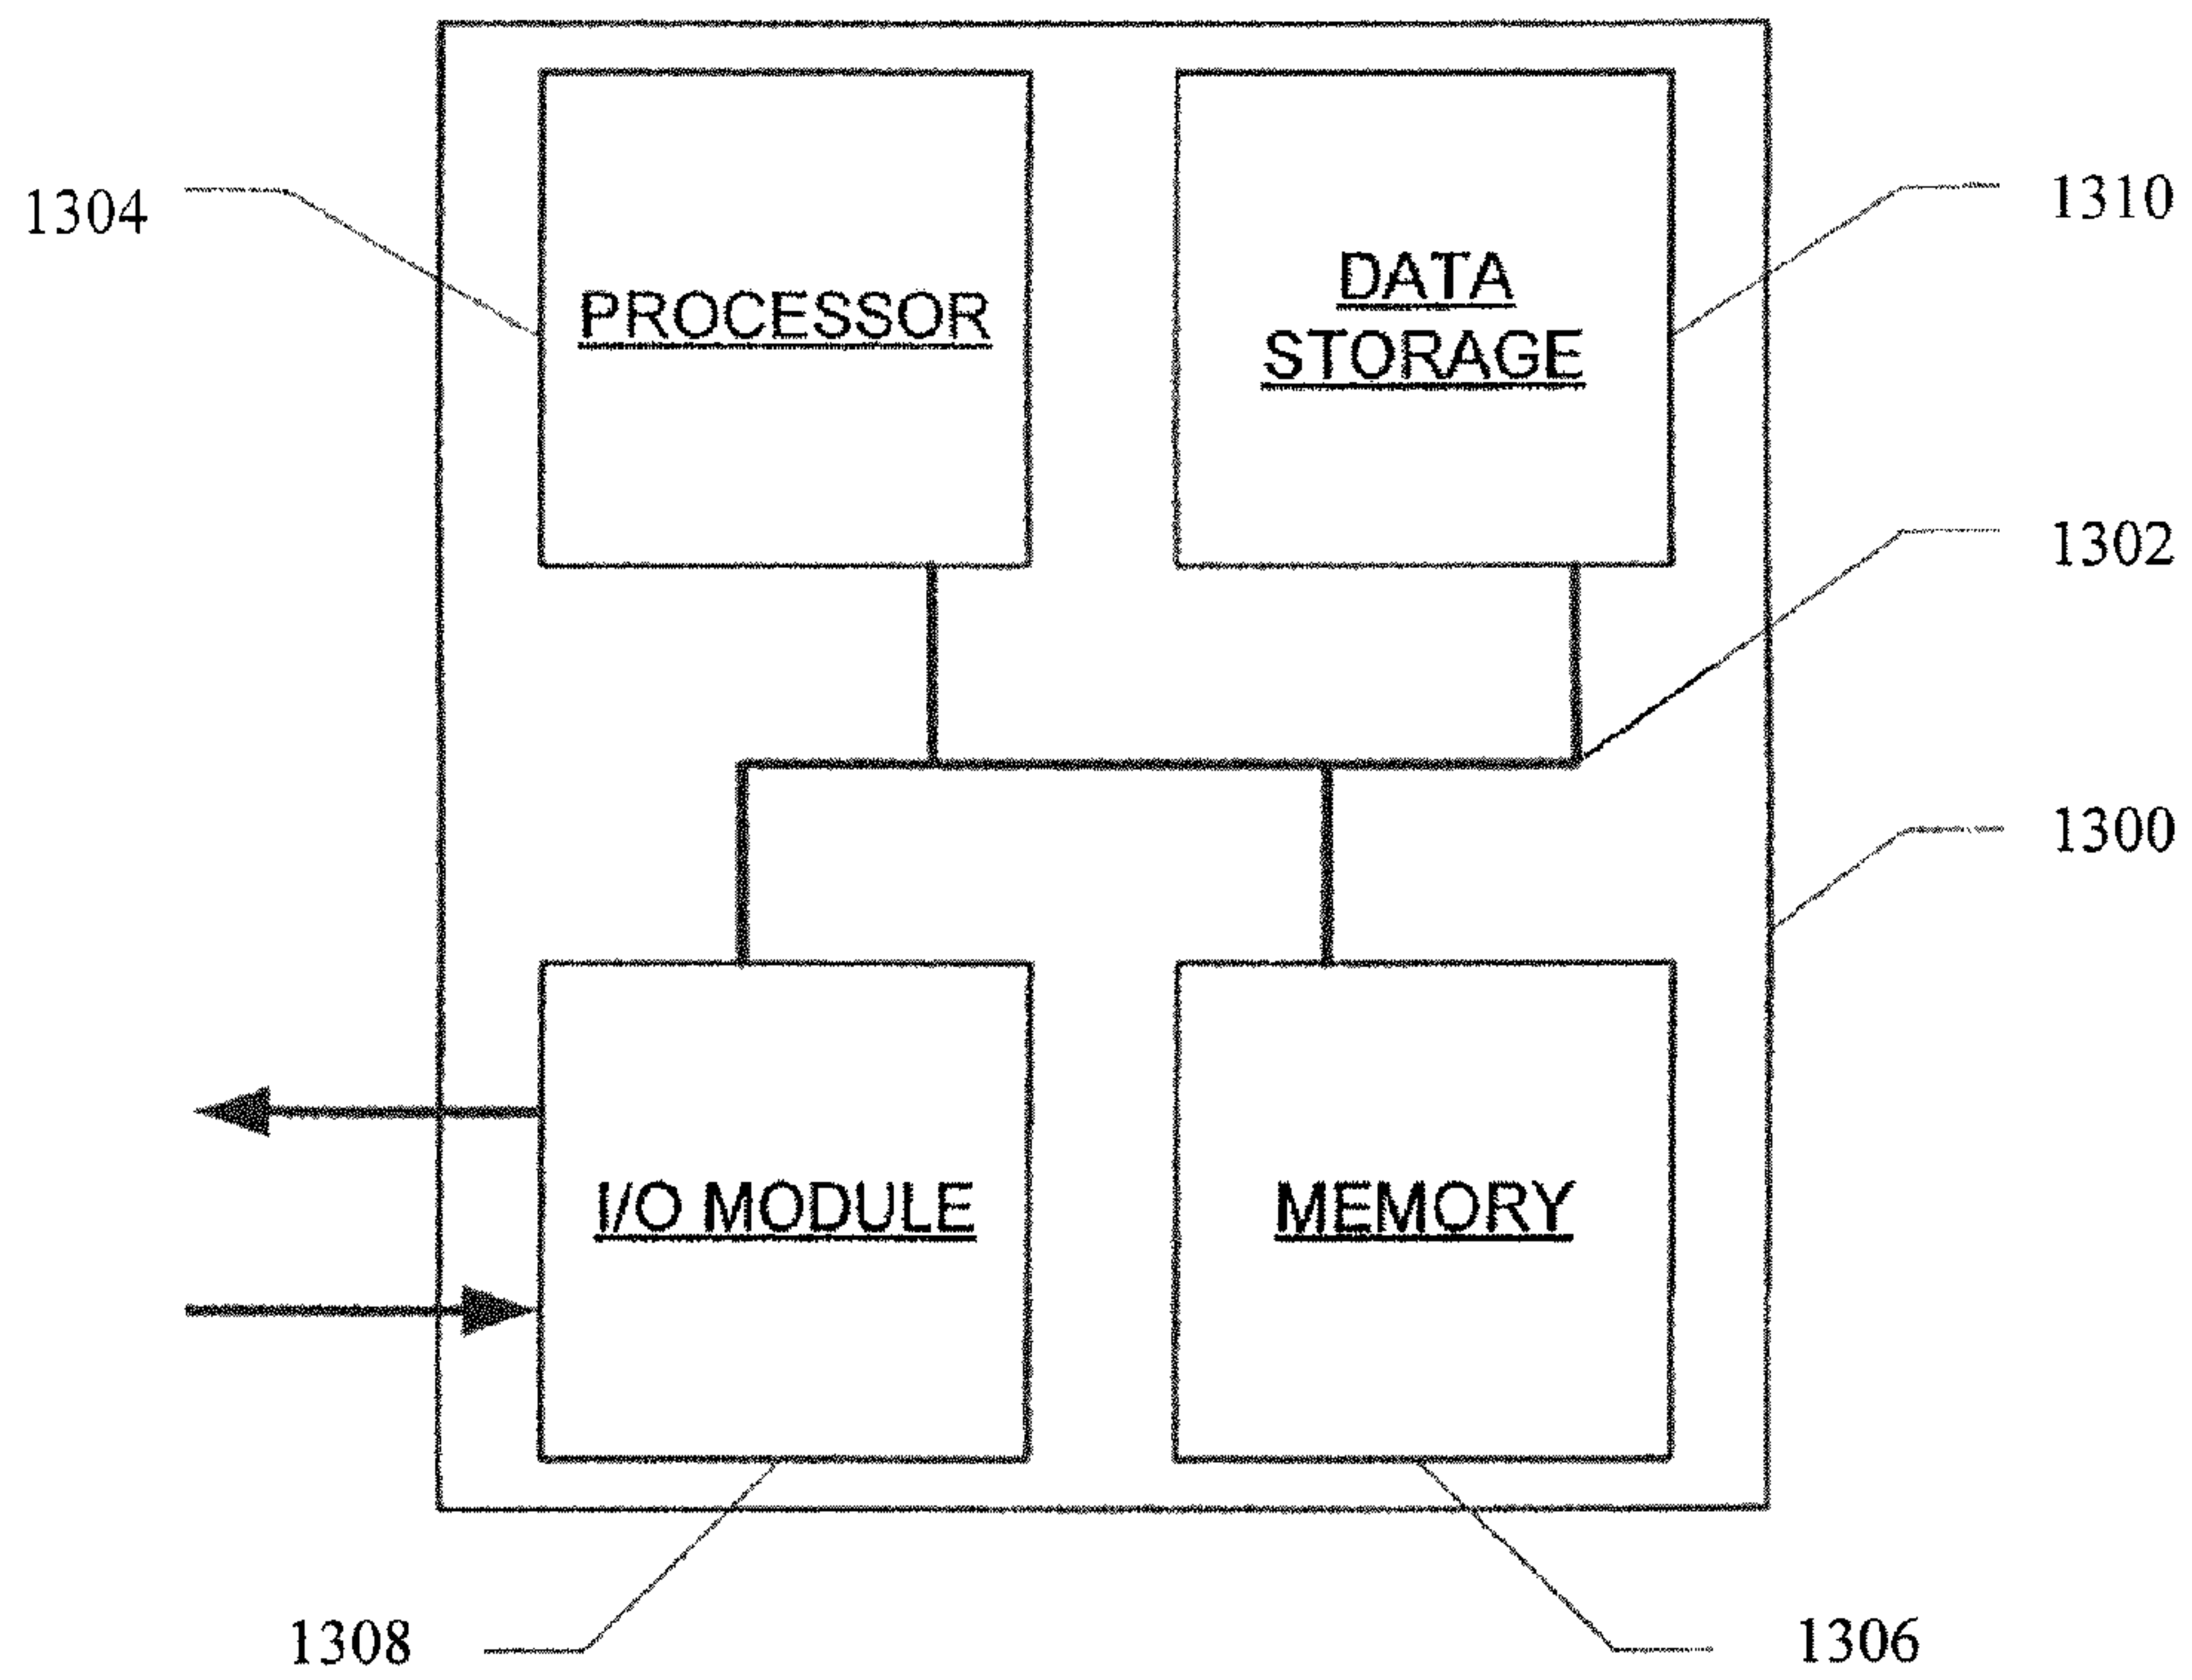 1304
1310
PROCESSOR
DATA
STORAGE
1302
1300
I/O MODULE
MEMORY
1308
1306